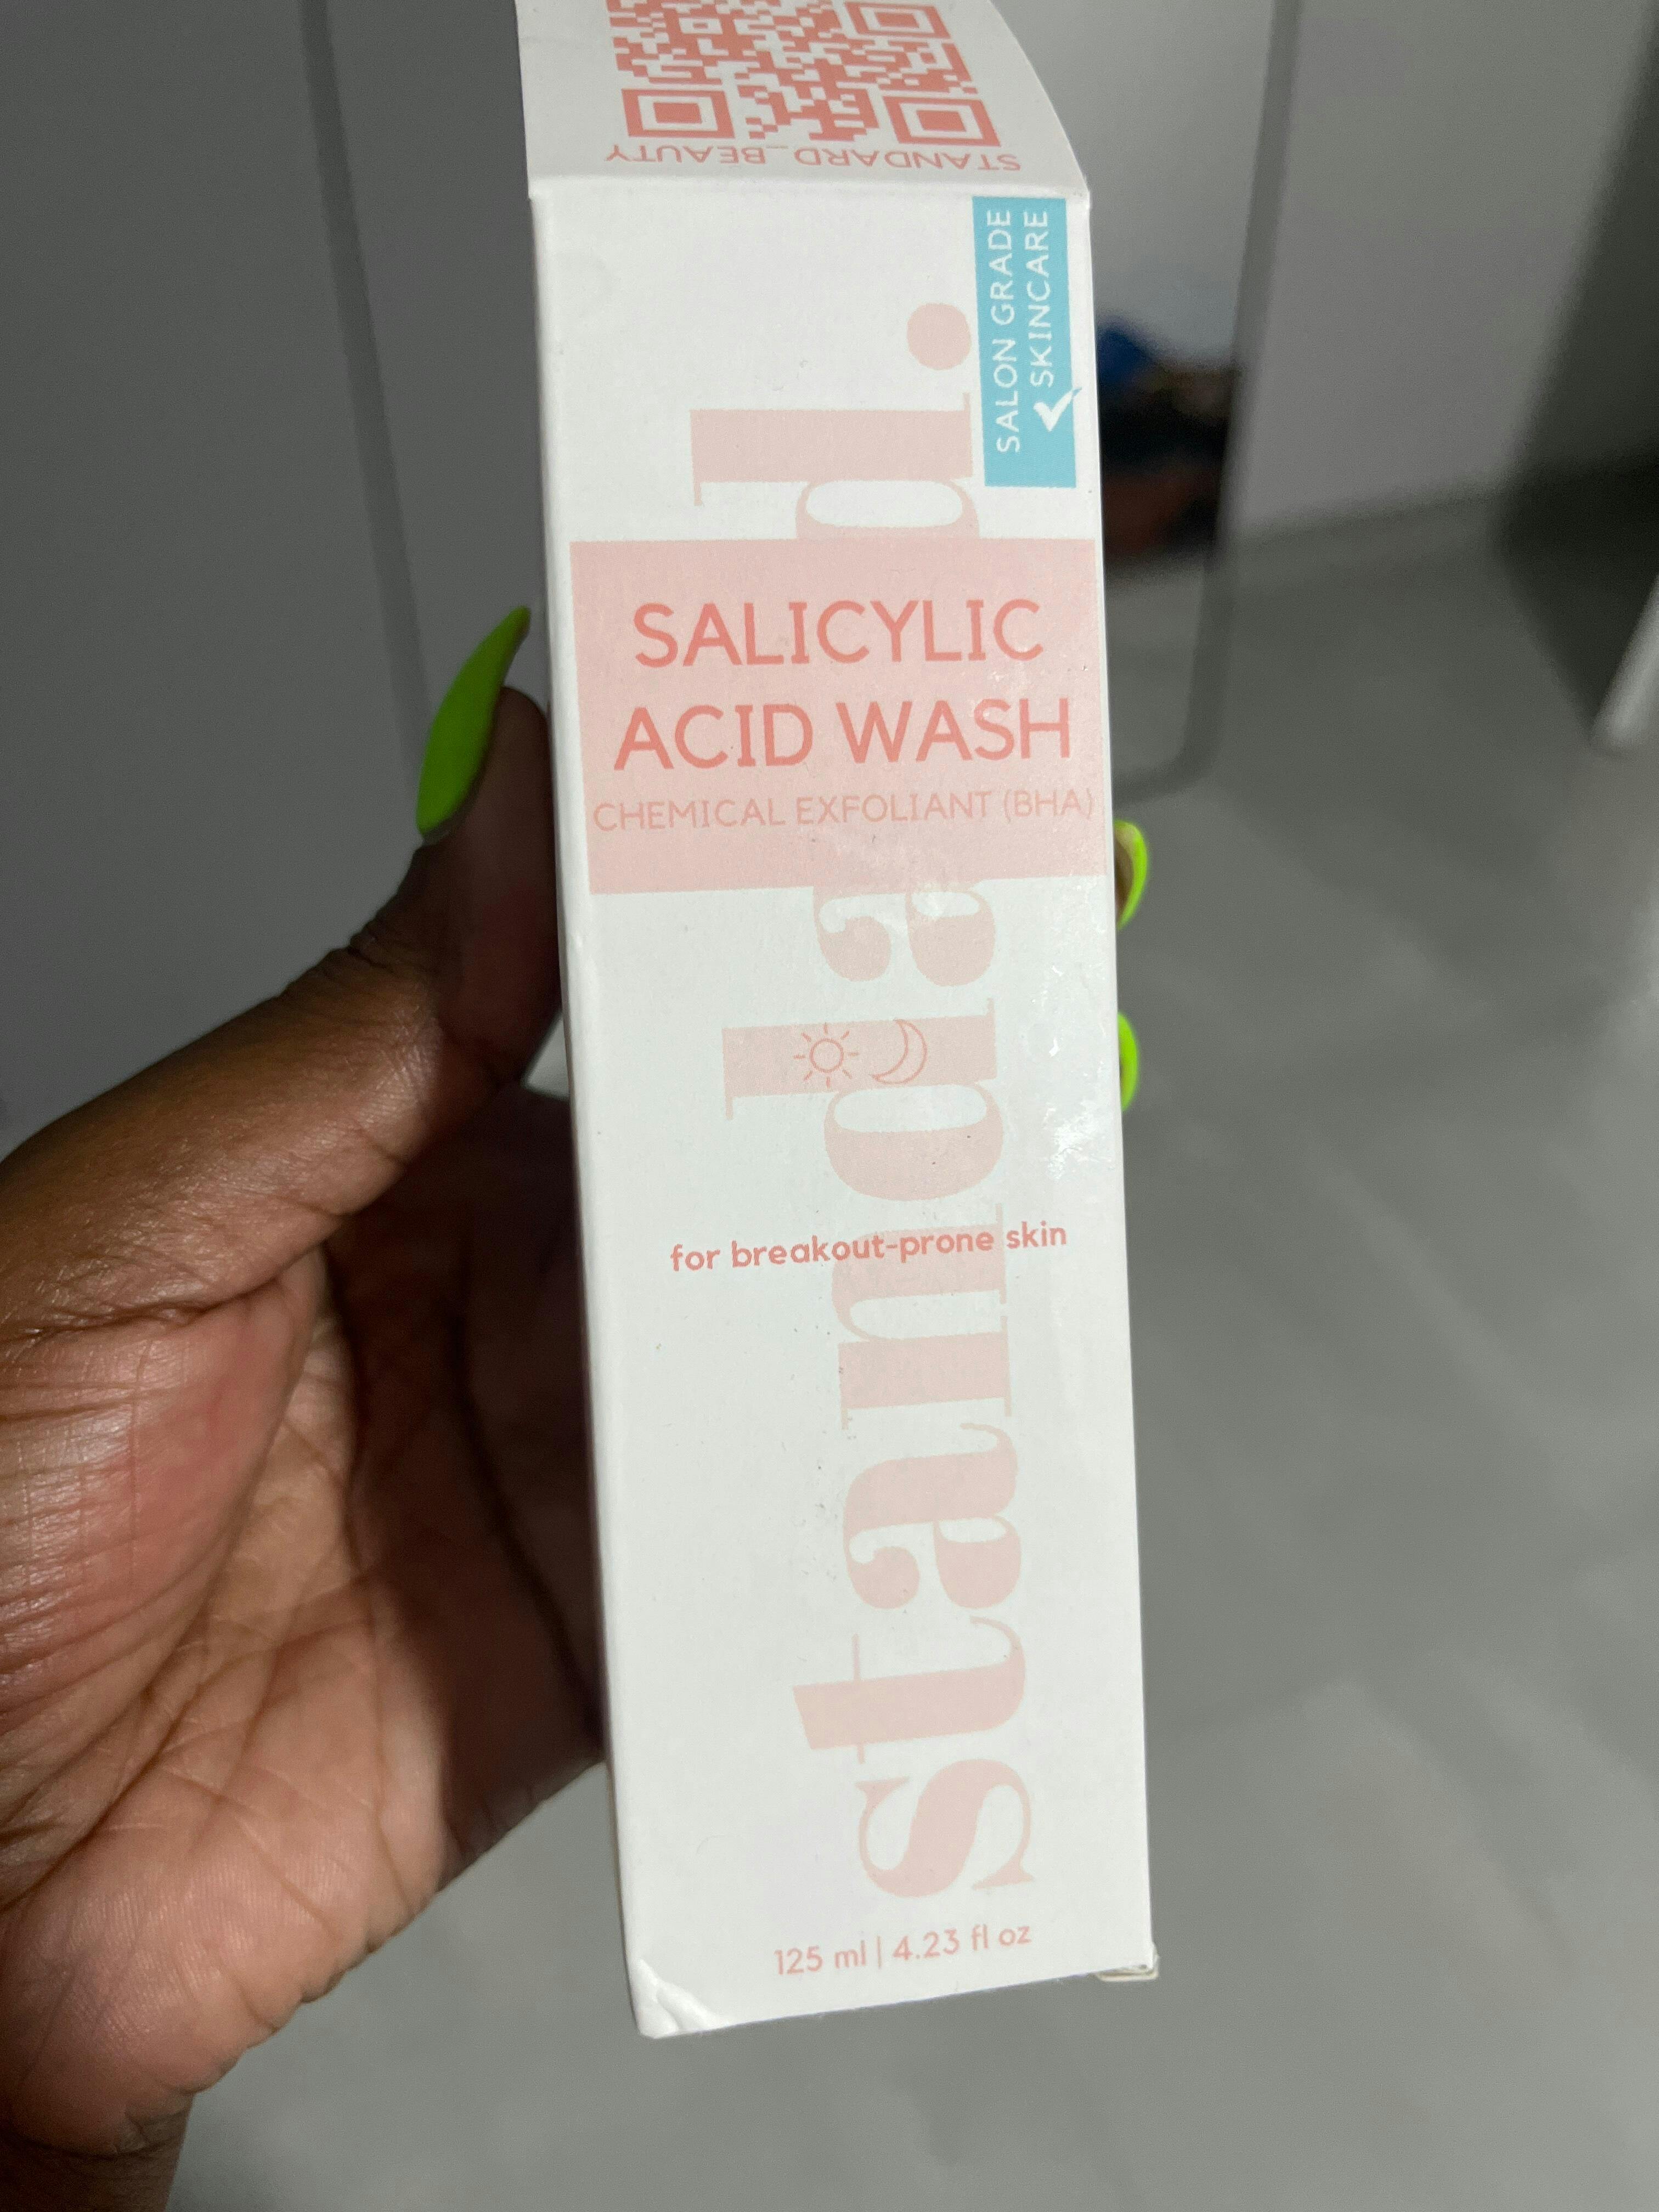 STANDARD_BEAUTY
SALON GRADE
SKINCARE
standard.
SALICYLIC
ACID WASH
CHEMICAL EXFOLIANT (BHA)
for breakout-prone skin
125 ml | 4.23 fl oz